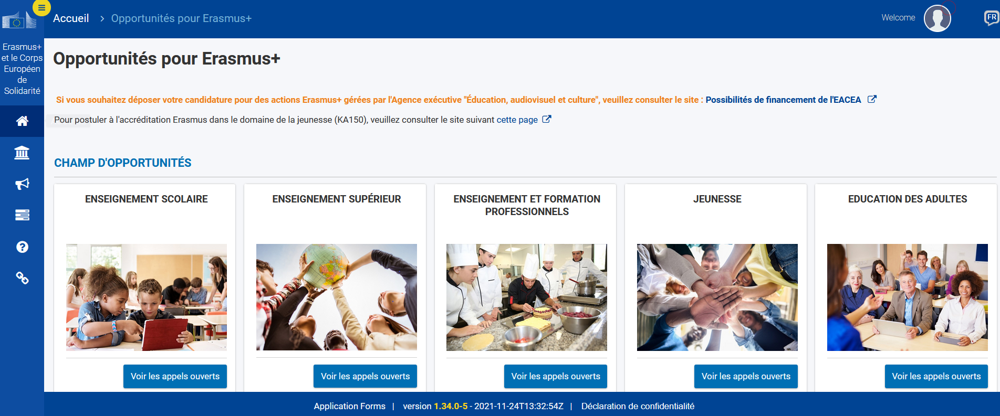 Accueil > Opportunités pour Erasmus+
Welcome
FR
Erasmus+
et le Corps
Européen
de
Solidarité
Opportunités pour Erasmus+
Si vous souhaitez déposer votre candidature pour des actions Erasmus+ gérées par l'Agence exécutive "Éducation, audiovisuel et culture", veuillez consulter le site : Possibilités de financement de l'EACEA
Pour postuler à l'accréditation Erasmus dans le domaine de la jeunesse (KA150), veuillez consulter le site suivant cette page
CHAMP D'OPPORTUNITÉS
ENSEIGNEMENT SCOLAIRE
Voir les appels ouverts
ENSEIGNEMENT SUPÉRIEUR
Voir les appels ouverts
ENSEIGNEMENT ET FORMATION
PROFESSIONNELS
Voir les appels ouverts
JEUNESSE
Voir les appels ouverts
EDUCATION DES ADULTES
Voir les appels ouverts
Application Forms | version 1.34.0-5 - 2021-11-24T13:32:54Z | Déclaration de confidentialité